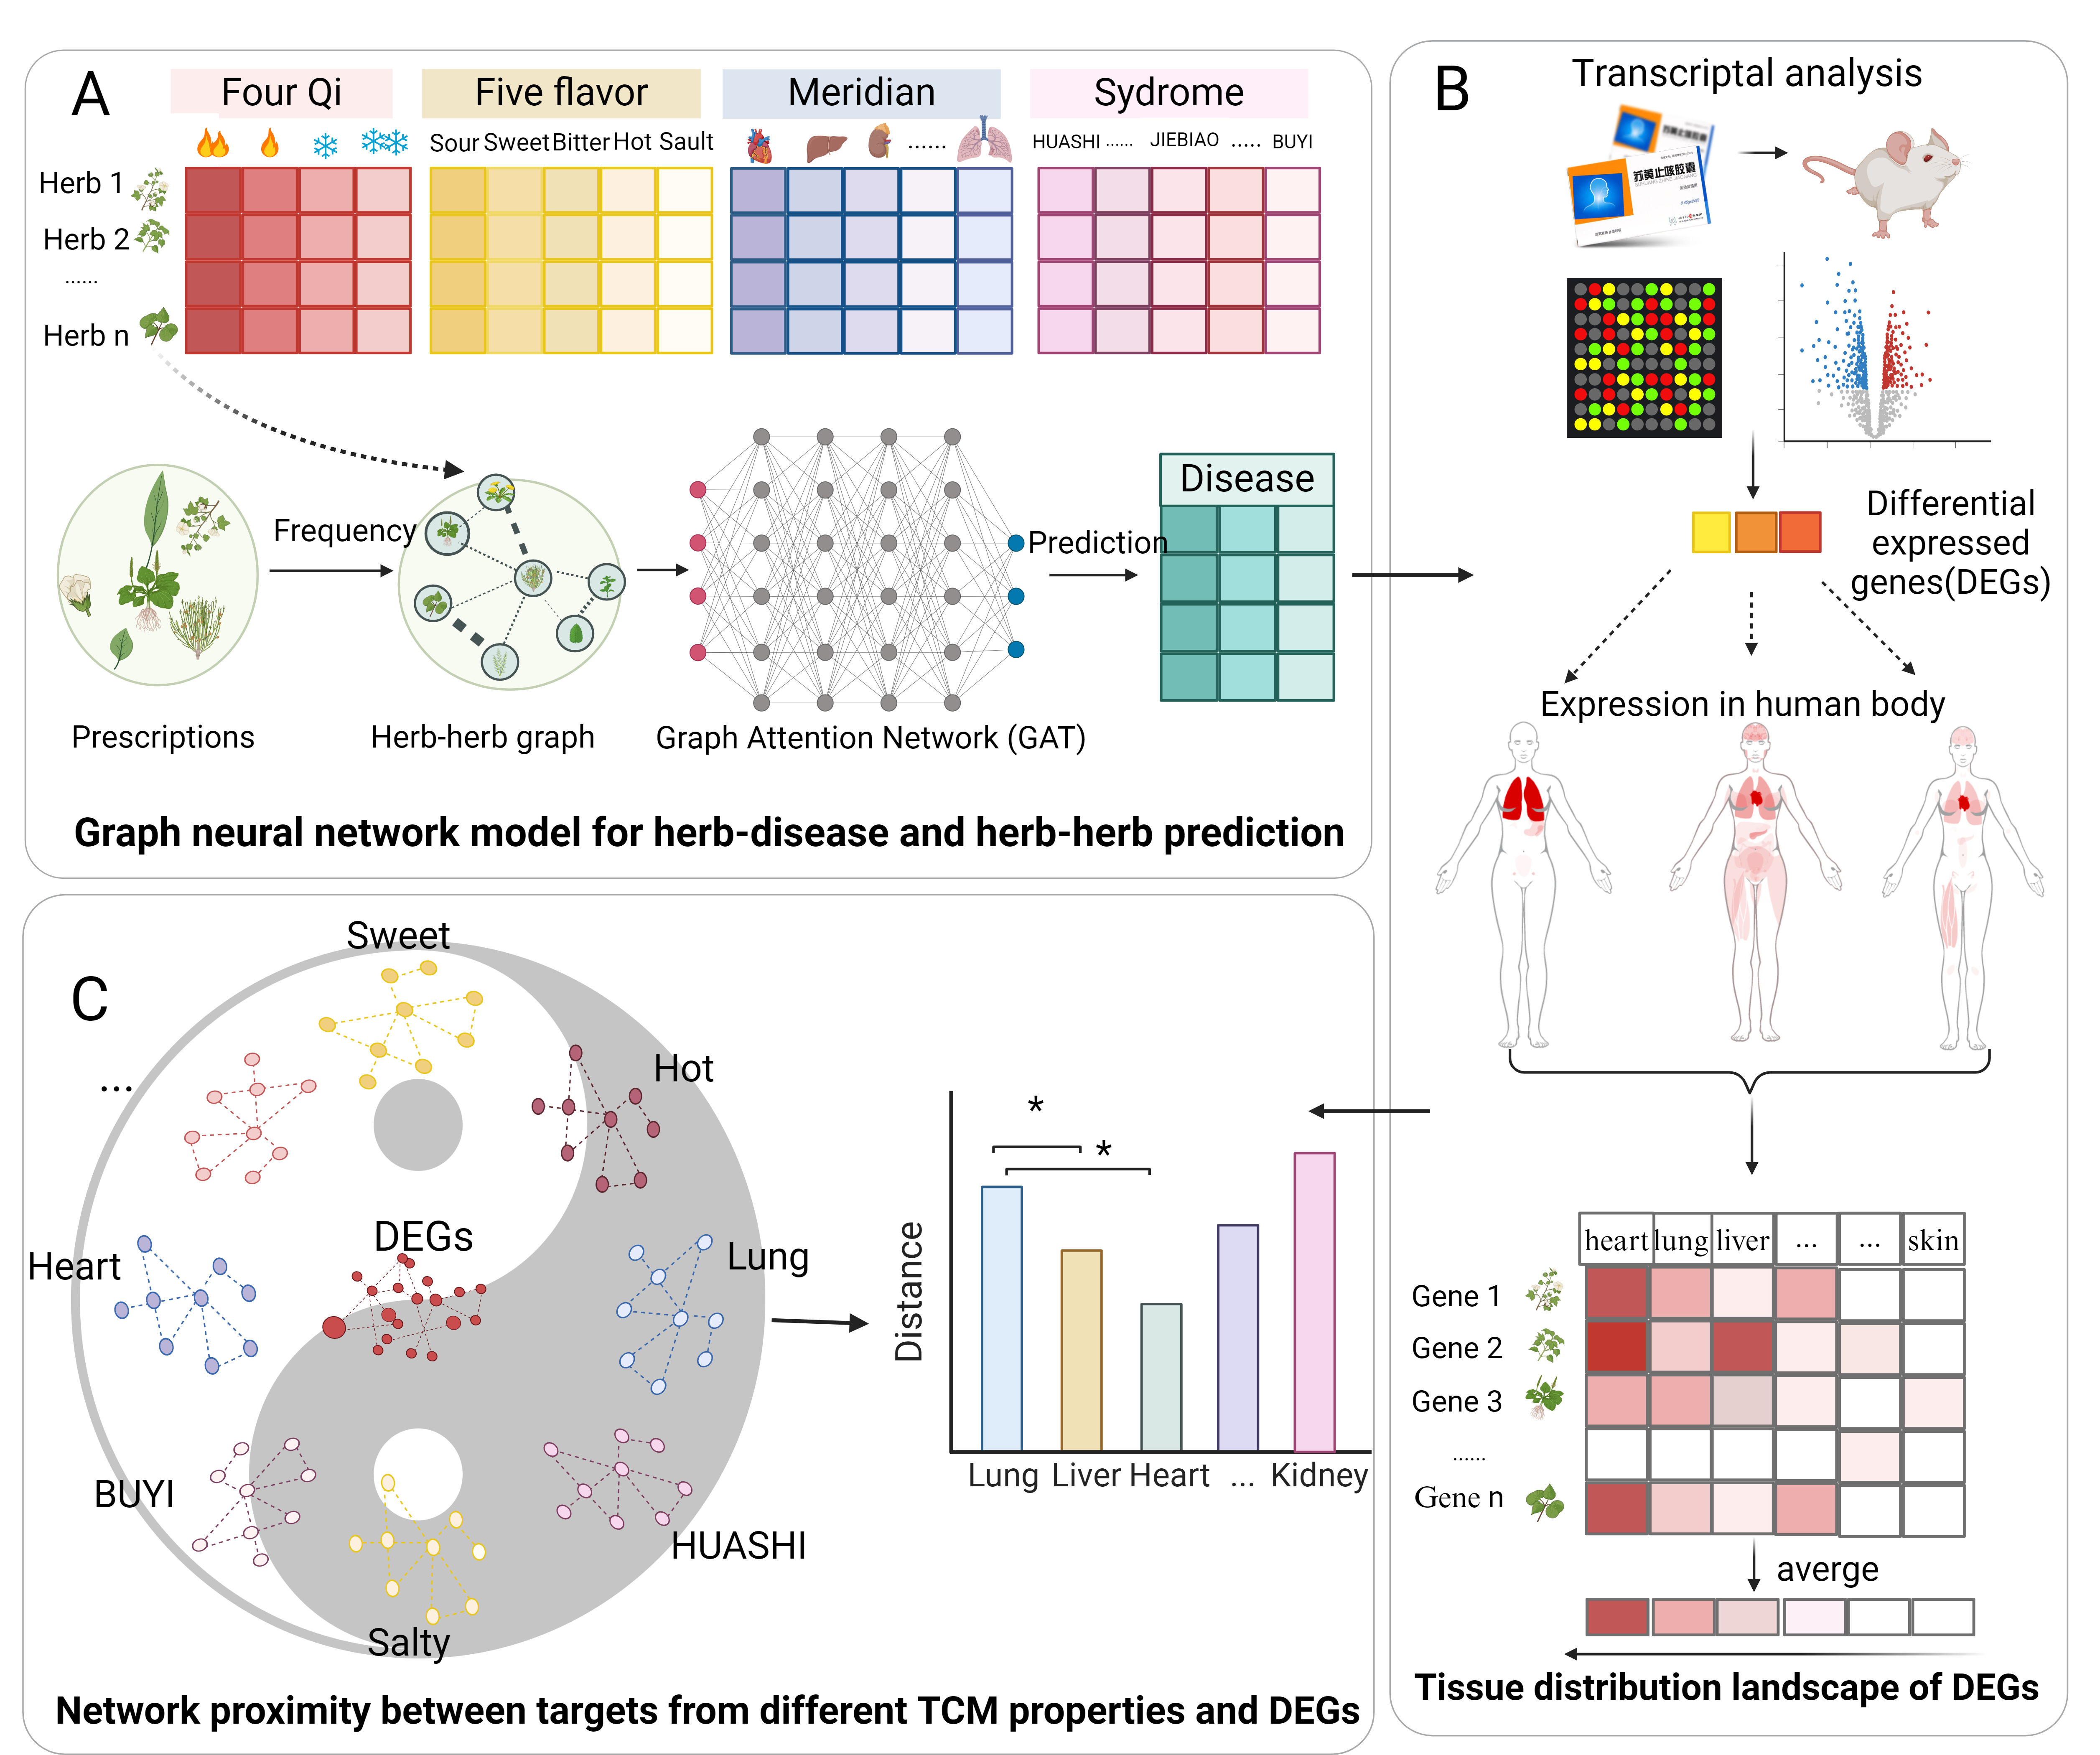 A
Four Qi
Five flavor
Meridian
Sydrome
Sour Sweet Bitter Hot Sault
......
HUASHI ...... JIEBIAO ..... BUYI
Herb 1
Herb 2
......
Herb n
Frequency
Prediction
Disease
Prescriptions
Herb-herb graph
Graph Attention Network (GAT)
Graph neural network model for herb-disease and herb-herb prediction
B
Transcriptal analysis
苏黄止咳胶囊
Differential
expressed
genes(DEGs)
Expression in human body
heart lung liver ... ... skin
Gene 1
Gene 2
Gene 3
......
Gene n
averge
Tissue distribution landscape of DEGs
C
Sweet
Hot
...
DEGs
Heart
Lung
BUYI
HUASHI
Salty
*
*
Distance
Lung Liver Heart ... Kidney
Network proximity between targets from different TCM properties and DEGs